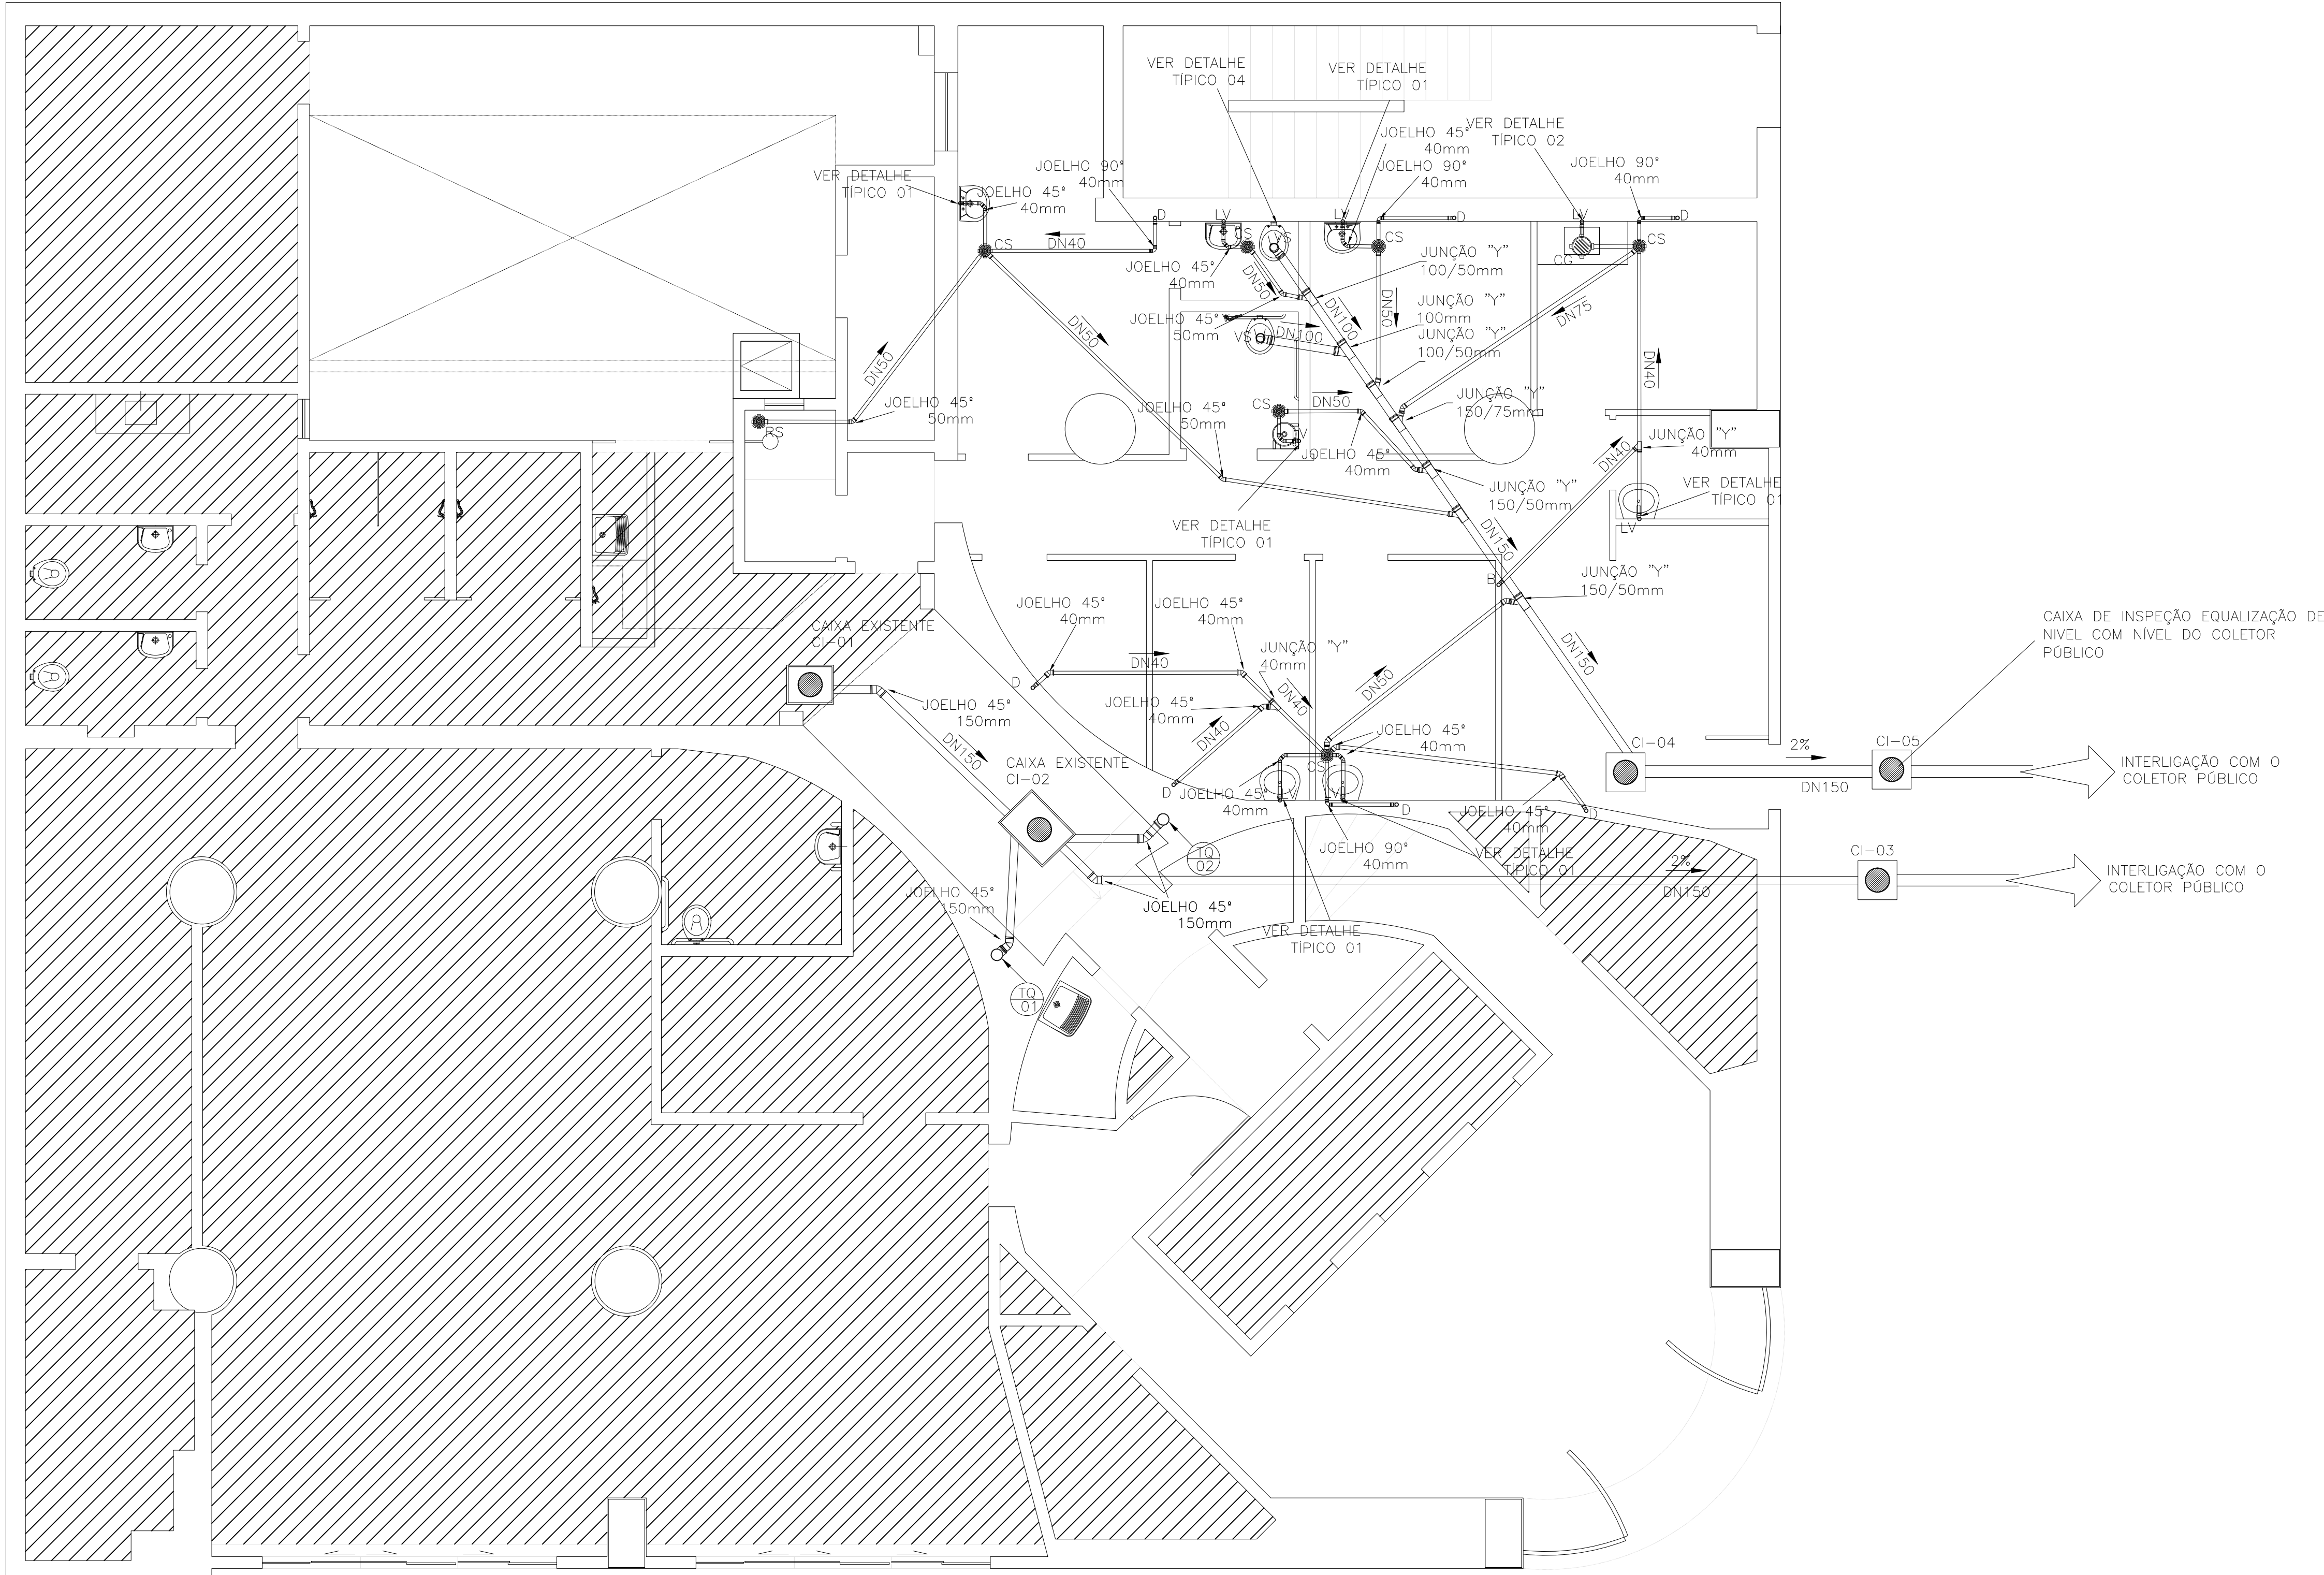 VER DETALHE
TÍPICO 04
VER DETALHE
TÍPICO 01
JOELHO 45°
40mm
VER DETALHE
TÍPICO 02
JOELHO 90°
40mm
JOELHO 90°
40mm
JOELHO 90°
40mm
VER DETALHE
TÍPICO 01
JOELHO 45°
40mm
D
LV
LV
D
LV
D
CS
DN40
CS
VS
CS
CS
CG
JOELHO 45°
40mm
DN50
JUNÇÃO "Y"
100/50mm
DN50
JOELHO 45°
50mm
DN100
VS
DN100
DN50
JUNÇÃO "Y"
100mm
JUNÇÃO "Y"
100/50mm
DN75
DN50
DN40
JOELHO 45°
50mm
RS
JOELHO 45°
50mm
CS
DN50
LV
JUNÇÃO "Y"
150/75mm
JOELHO 45°
40mm
DN40
JUNÇÃO "Y"
40mm
JUNÇÃO "Y"
150/50mm
VER DETALHE
TÍPICO 01
LV
VER DETALHE
TÍPICO 01
DN150
B
JUNÇÃO "Y"
150/50mm
CAIXA EXISTENTE
CI-01
JOELHO 45°
40mm
JOELHO 45°
40mm
JUNÇÃO "Y"
40mm
DN40
D
DN40
DN50
DN150
CAIXA DE INSPEÇÃO EQUALIZAÇÃO DE
NIVEL COM NÍVEL DO COLETOR
PÚBLICO
JOELHO 45°
150mm
DN150
JOELHO 45°
40mm
DN40
JOELHO 45°
40mm
CI-04
2%
DN150
CI-05
INTERLIGAÇÃO COM O
COLETOR PÚBLICO
CAIXA EXISTENTE
CI-02
D
CS
JOELHO 45°
40mm
LV
LV
D
JOELHO 45°
40mm
D
TQ
02
JOELHO 90°
40mm
VER DETALHE
TÍPICO 01
2%
DN150
CI-03
INTERLIGAÇÃO COM O
COLETOR PÚBLICO
JOELHO 45°
150mm
JOELHO 45°
150mm
VER DETALHE
TÍPICO 01
TQ
01